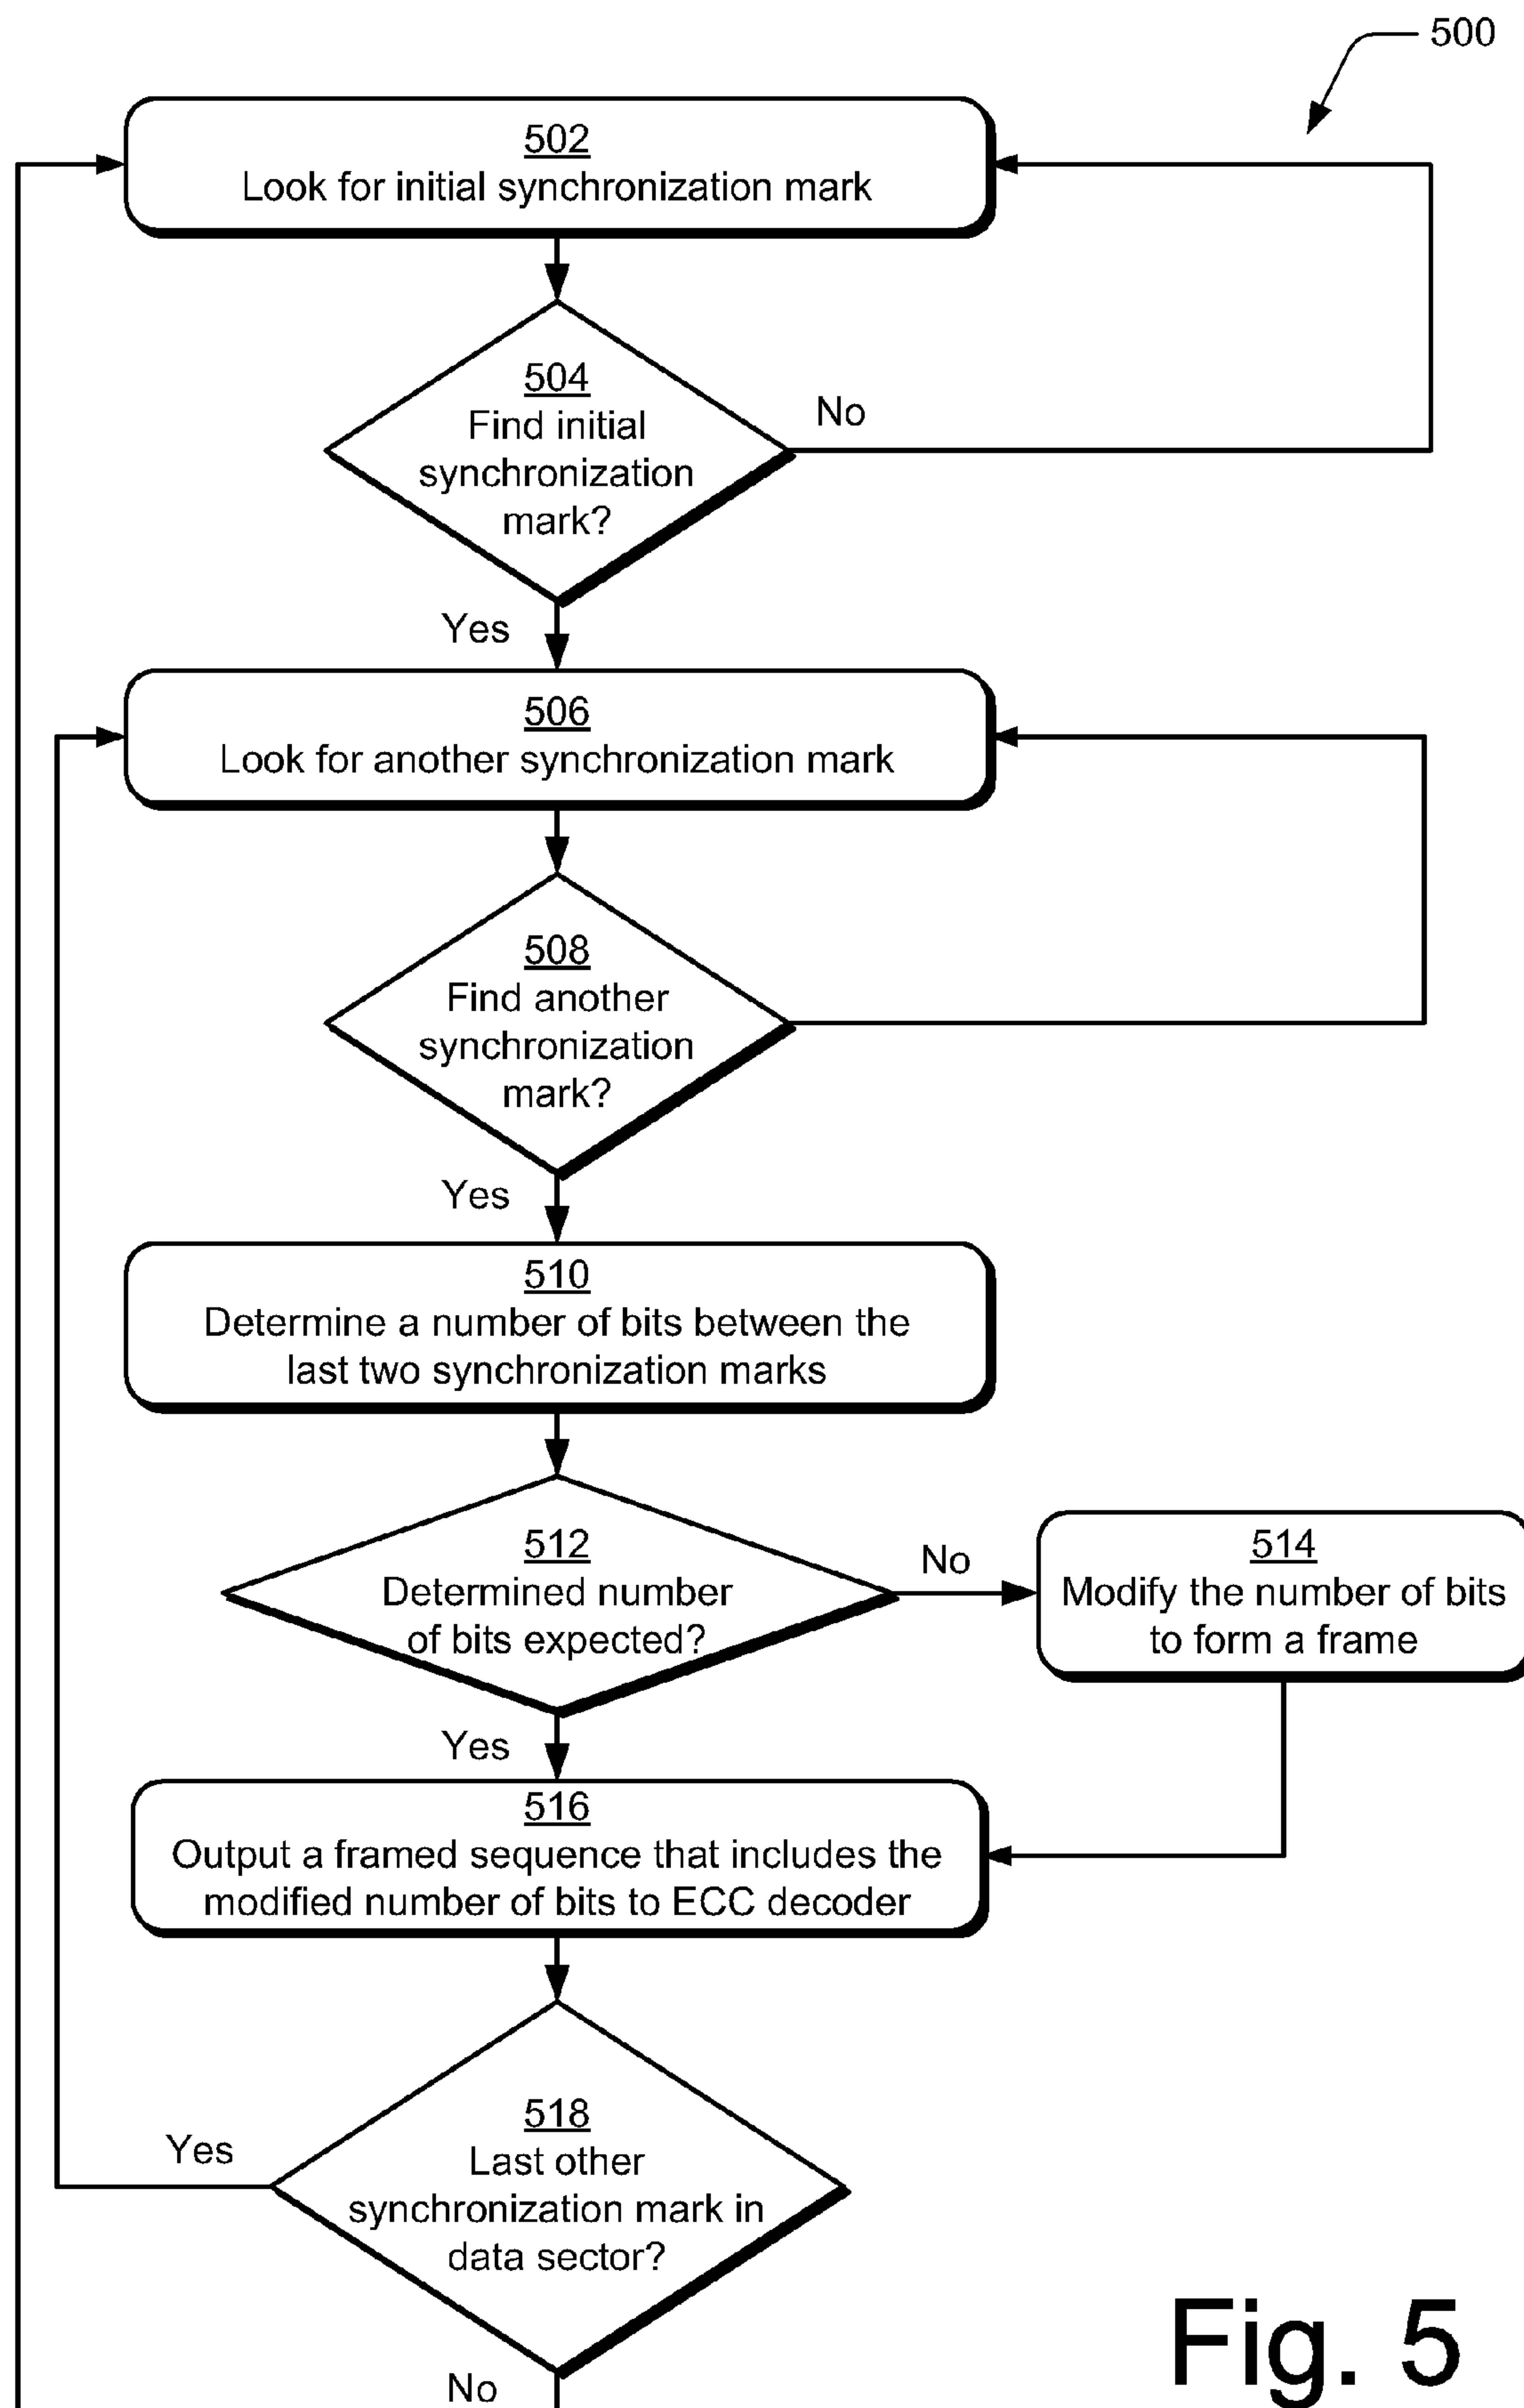 500
502
Look for initial synchronization mark
504
Find initial
synchronization
mark?
No
Yes
506
Look for another synchronization mark
508
Find another
synchronization
mark?
Yes
510
Determine a number of bits between the
last two synchronization marks
512
Determined number
of bits expected?
No
514
Modify the number of bits
to form a frame
Yes
516
Output a framed sequence that includes the
modified number of bits to ECC decoder
518
Last other
synchronization mark in
data sector?
Yes
No
Fig. 5